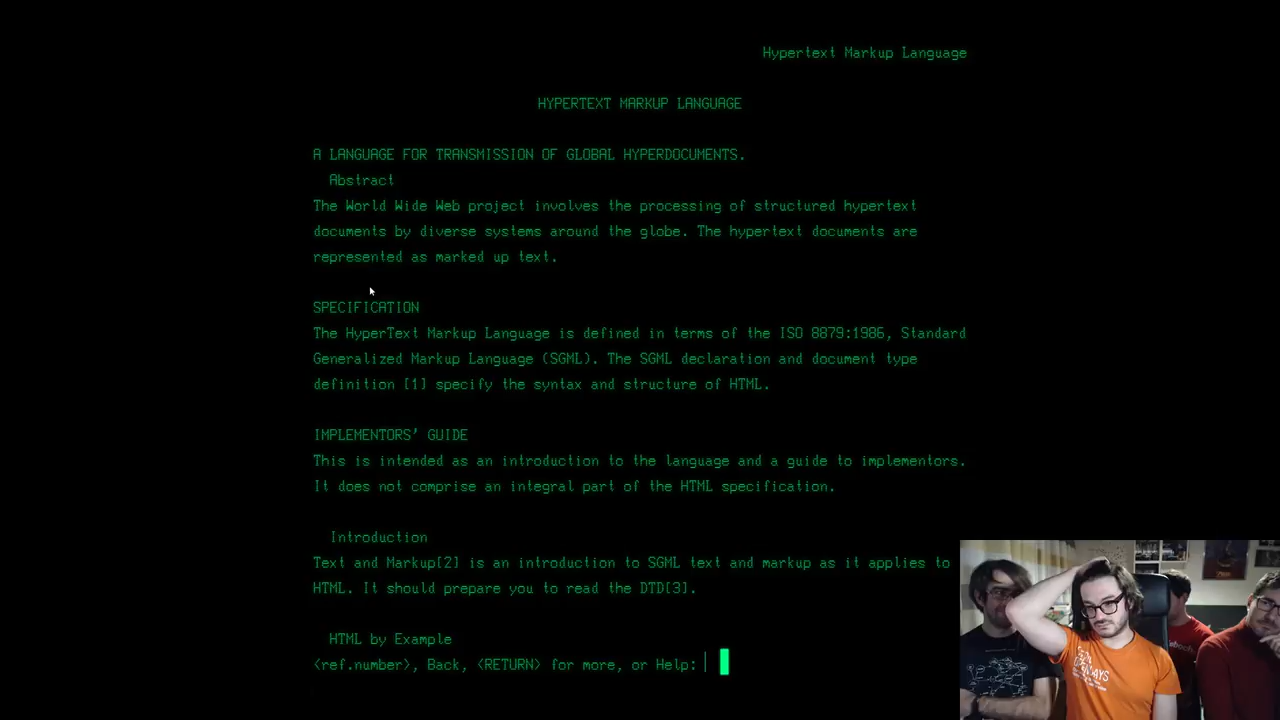 Hypertext Markup Language
HYPERTEXT MARKUP LANGUAGE
A LANGUAGE FOR TRANSMISSION OF GLOBAL HYPERDOCUMENTS.
Abstract
The World Wide Web project involves the processing of structured hypertext
documents by diverse systems around the globe. The hypertext documents are
represented as marked up text.
SPECIFICATION
The HyperText Markup Language is defined in terms of the ISO 8879:1986, Standard
Generalized Markup Language (SGML). The SGML declaration and document type
definition [1] specify the syntax and structure of HTML.
IMPLEMENTORS' GUIDE
This is intended as an introduction to the language and a guide to implementors.
It does not comprise an integral part of the HTML specification.
Introduction
Text and Markup[2] is an introduction to SGML text and markup as it applies to
HTML. It should prepare you to read the DTD[3].
HTML by Example
<ref.number>, Back, <RETURN> for more, or Help: